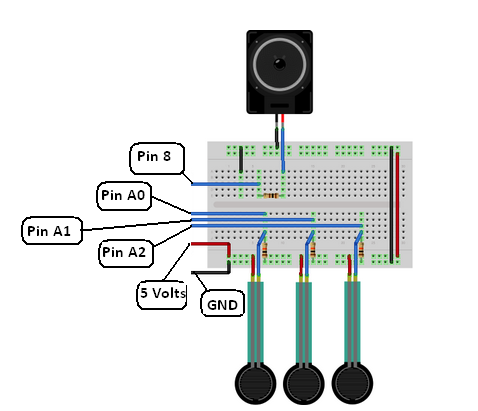 Pin 8
Pin A0
Pin A1
Pin A2
5 Volts
GND